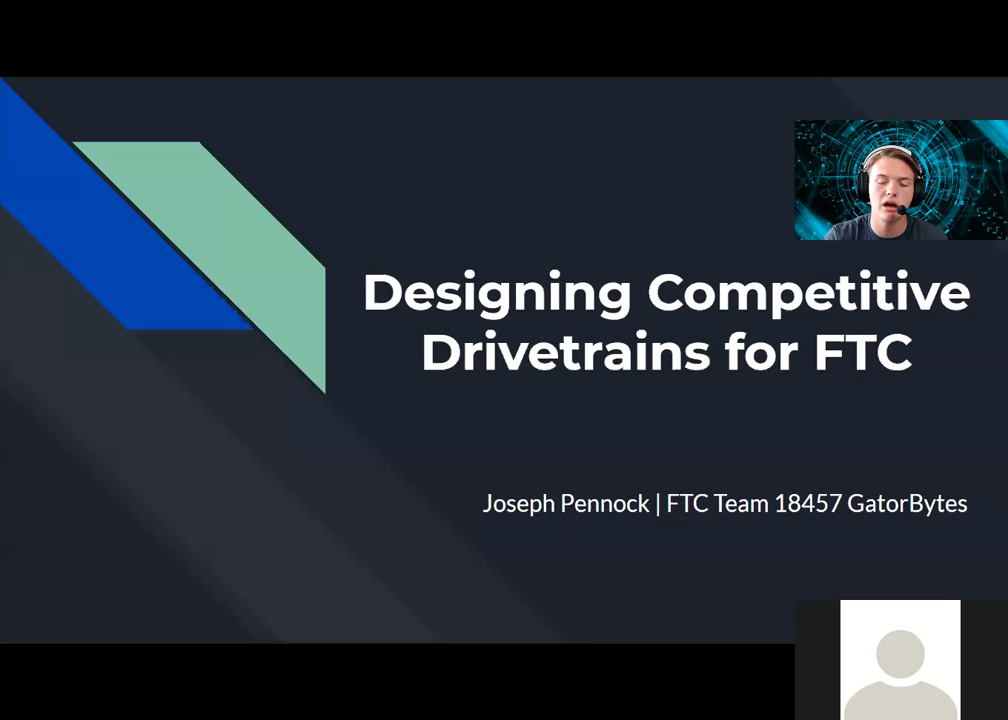 Designing Competitive
Drivetrains for FTC
Joseph Pennock | FTC Team 18457 GatorBytes